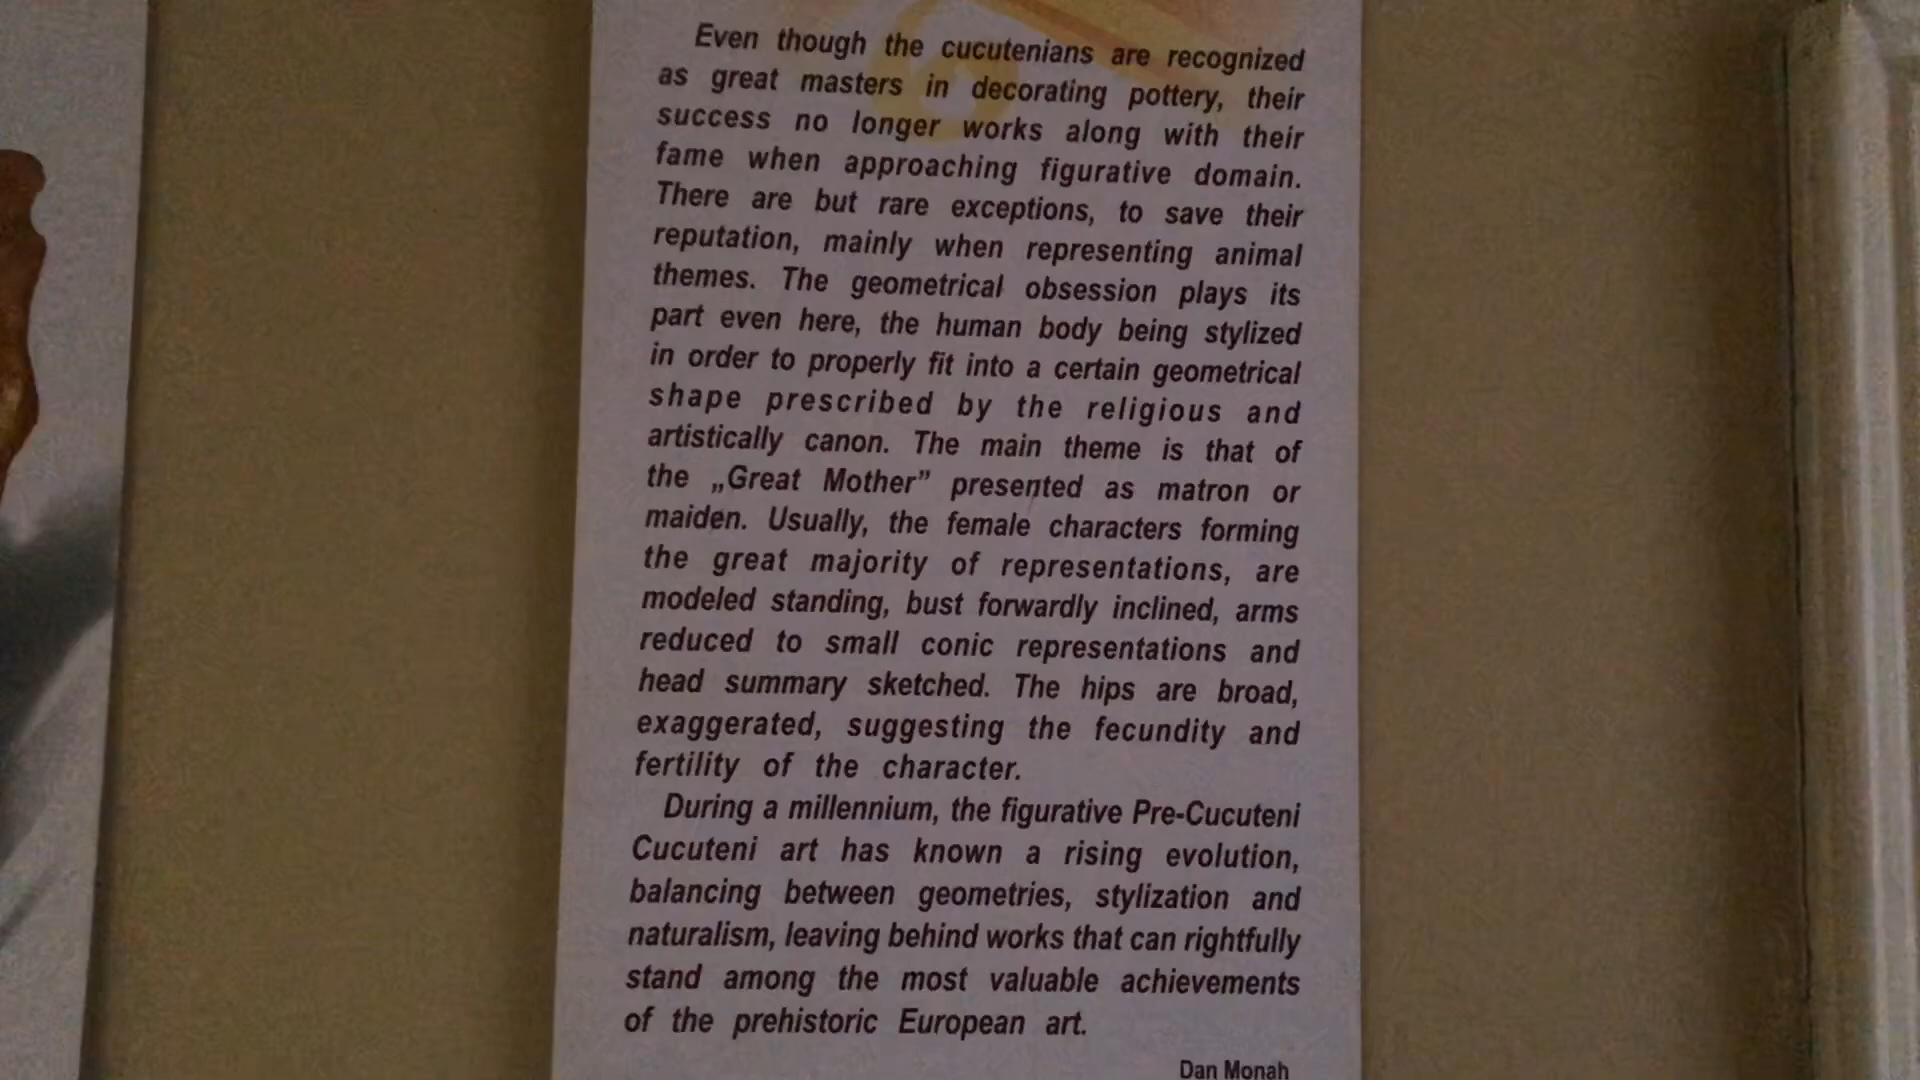 Even though the cucutenians are recognized
as great masters in decorating pottery, their
success no longer works along with their
fame when approaching figurative domain.
There are but rare exceptions, to save their
reputation, mainly when representing animal
themes. The geometrical obsession plays its
part even here, the human body being stylized
in order to properly fit into a certain geometrical
shape prescribed by the religious and
artistically canon. The main theme is that of
the „Great Mother” presented as matron or
maiden. Usually, the female characters forming
the great majority of representations, are
modeled standing, bust forwardly inclined, arms
reduced to small conic representations and
head summary sketched. The hips are broad,
exaggerated, suggesting the fecundity and
fertility of the character.
During a millennium, the figurative Pre-Cucuteni
Cucuteni art has known a rising evolution,
balancing between geometries, stylization and
naturalism, leaving behind works that can rightfully
stand among the most valuable achievements
of the prehistoric European art.
Dan Monah